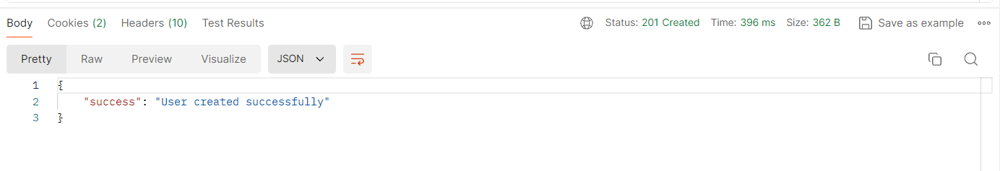 Body Cookies (2) Headers (10) Test Results Status: 201 Created Time: 396 ms Size: 362 B Save as example
Pretty Raw Preview Visualize JSON
1 {
2 "success": "User created successfully"
3 }